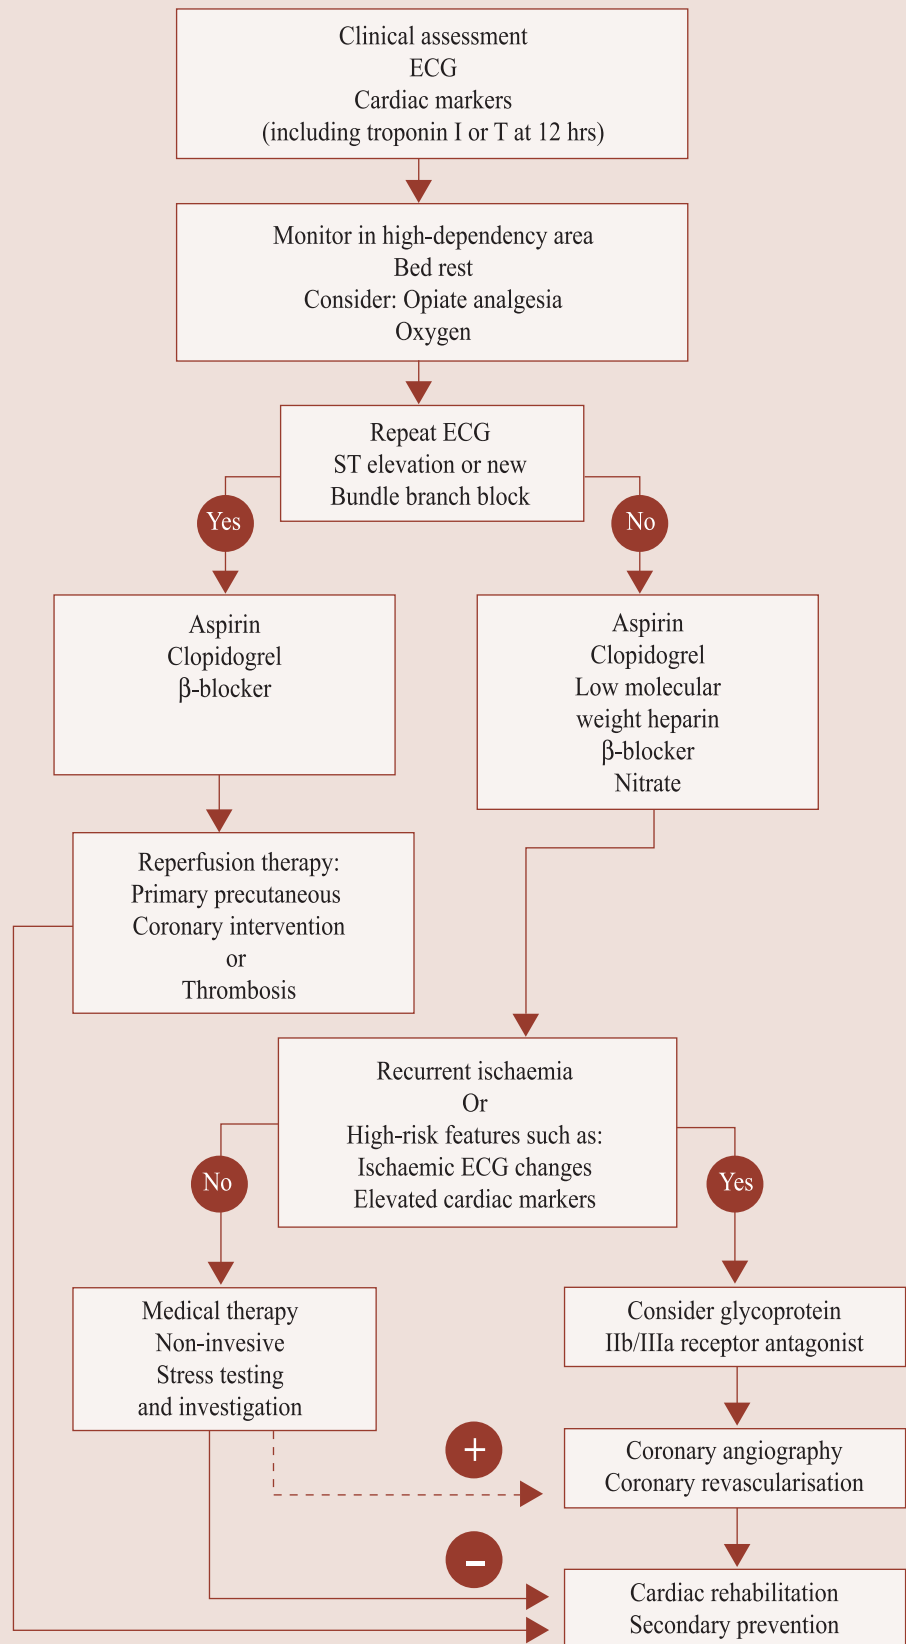 Clinical assessment
ECG
Cardiac markers
(including troponin I or T at 12 hrs)
Monitor in high-dependency area
Bed rest
Consider: Opiate analgesia
Oxygen
Repeat ECG
ST elevation or new
Bundle branch block
Yes
No
Aspirin
Clopidogrel
β-blocker
Aspirin
Clopidogrel
Low molecular
weight heparin
β-blocker
Nitrate
Reperfusion therapy:
Primary precutaneous
Coronary intervention
or
Thrombosis
Recurrent ischaemia
Or
High-risk features such as:
Ischaemic ECG changes
Elevated cardiac markers
No
Yes
Medical therapy
Non-invesive
Stress testing
and investigation
Consider glycoprotein
IIb/IIIa receptor antagonist
+
Coronary angiography
Coronary revascularisation
–
Cardiac rehabilitation
Secondary prevention